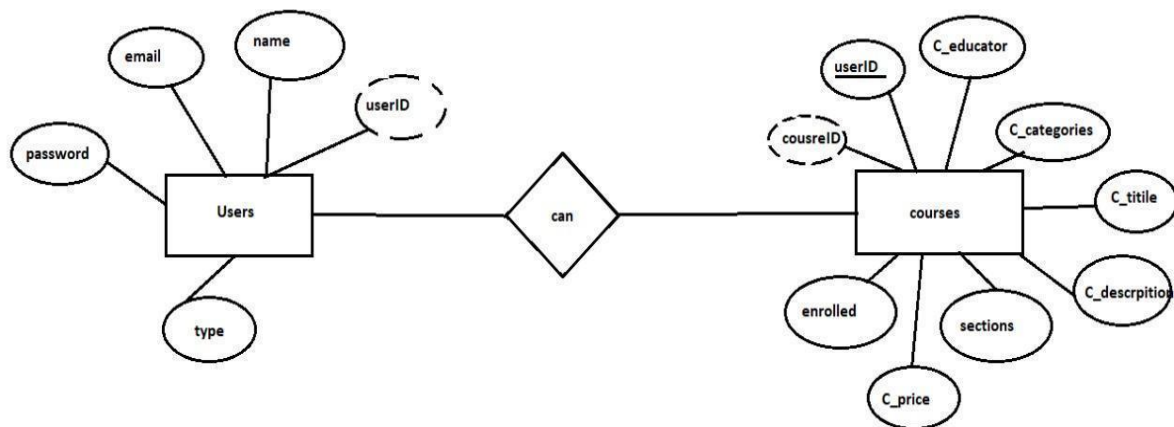 name
email
userID
password
Users
type
can
C_educator
userID
cousreID
C_categories
courses
C_titile
C_descrpition
enrolled
sections
C_price